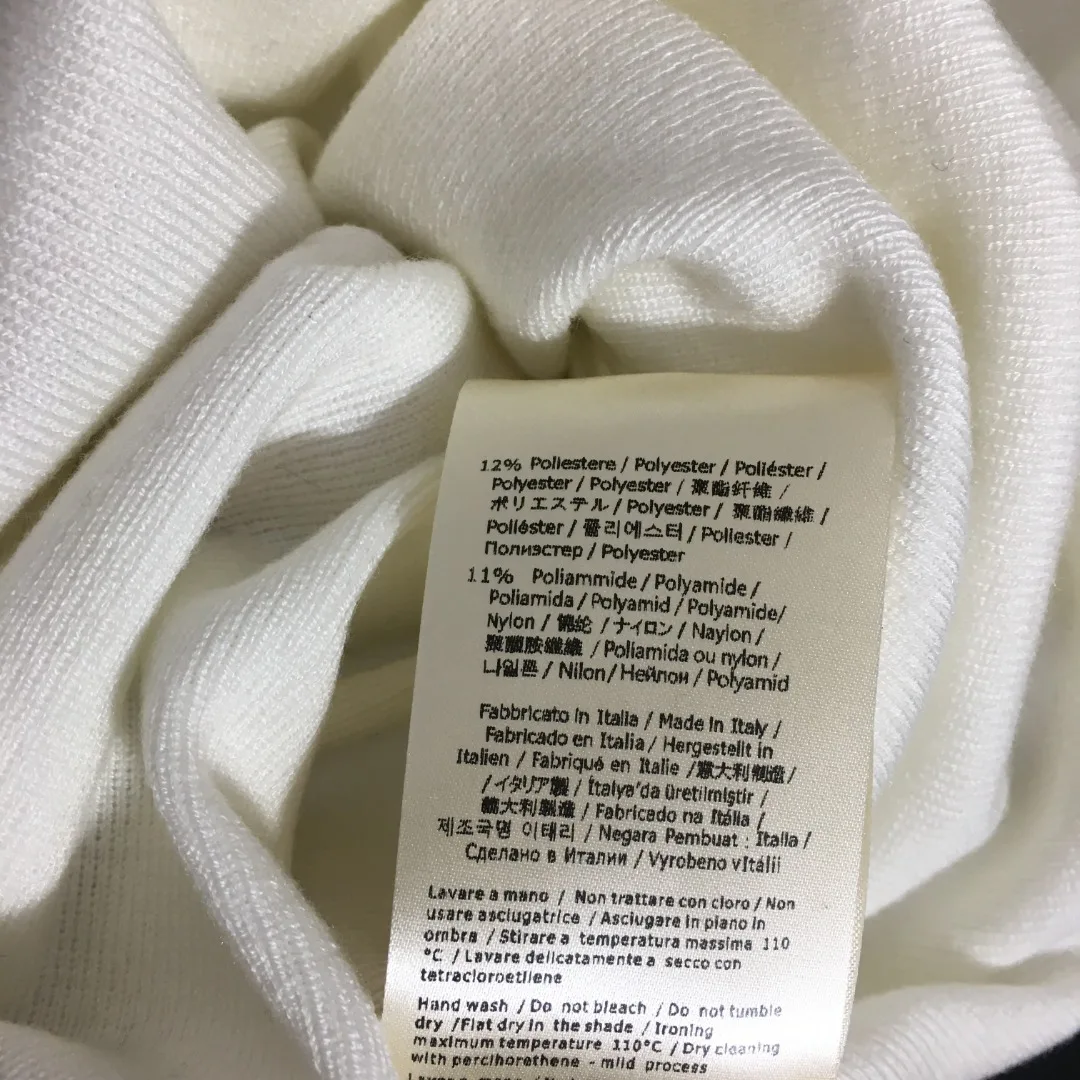 12% Poliestere / Polyester / Poliéster /
Polyester / Polyester / 聚酯纤维 /
ポリエステル / Polyester / 聚酯纖維 /
Poliéster / 폴리에스터 / Poliester /
Полиэстер / Polyester
11% Poliammide / Polyamide /
Poliamida / Polyamid / Polyamide/
Nylon / 锦纶 / ナイロン / Naylon /
聚醯胺纖維 / Poliamida ou nylon /
나일론 / Nilon / Нейлон / Polyamid
Fabbricato in Italia / Made in Italy /
Fabricado en Italia / Hergestellt in
Italien / Fabriqué en Italie /意大利制造/
/イタリア製 / İtalya'da üretilmiştir /
義大利製造 / Fabricado na Itália /
제조국명 이태리 / Negara Pembuat : Italia /
Сделано в Италии / Vyrobeno vItálii
Lavare a mano / Non trattare con cloro / Non
usare asciugatrice / Asciugare in piano in
ombra / Stirare a temperatura massima 110
°C / Lavare delicatamente a secco con
tetracloroetilene
Hand wash / Do not bleach / Do not tumble
dry /Flat dry in the shade / Ironing
maximum temperature 110°C / Dry cleaning
with perclhorethene - mild process